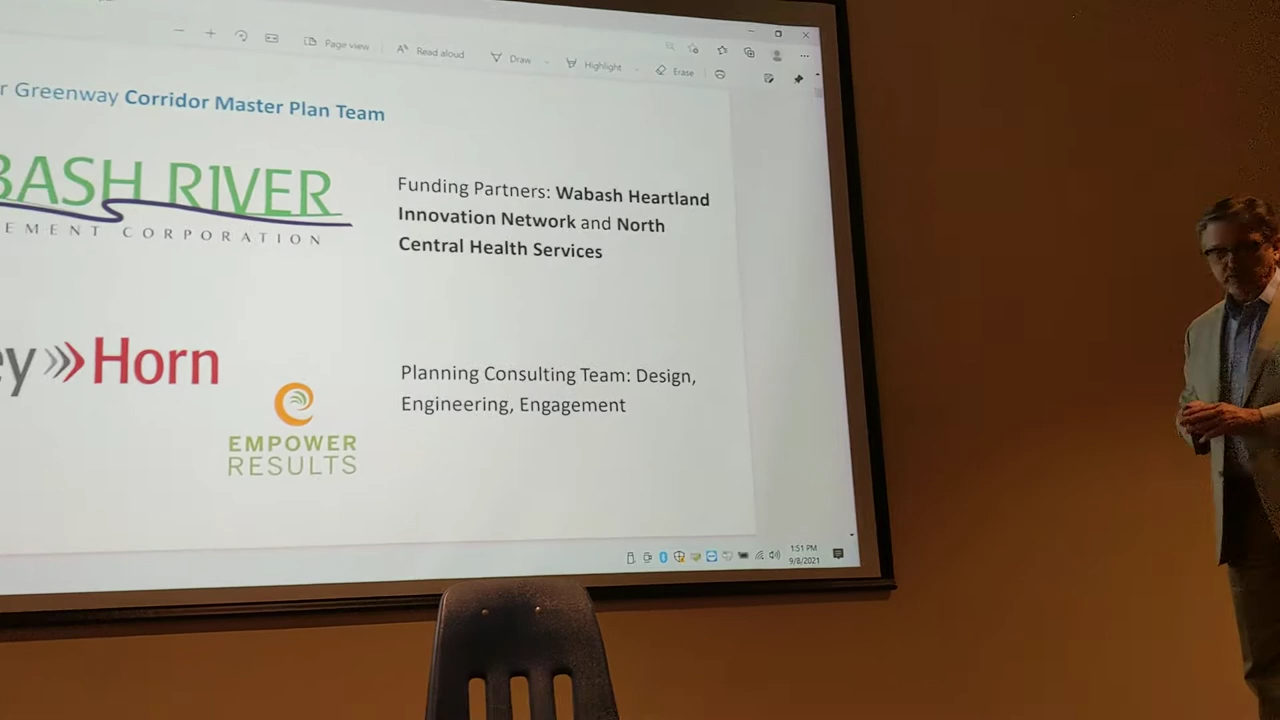 Page view
Read aloud
Draw
Highlight
Erase
r Greenway Corridor Master Plan Team
BASH RIVER
EMENT CORPORATION
Funding Partners: Wabash Heartland
Innovation Network and North
Central Health Services
ey Horn
EMPOWER
RESULTS
Planning Consulting Team: Design,
Engineering, Engagement
1:51 PM
9/8/2021